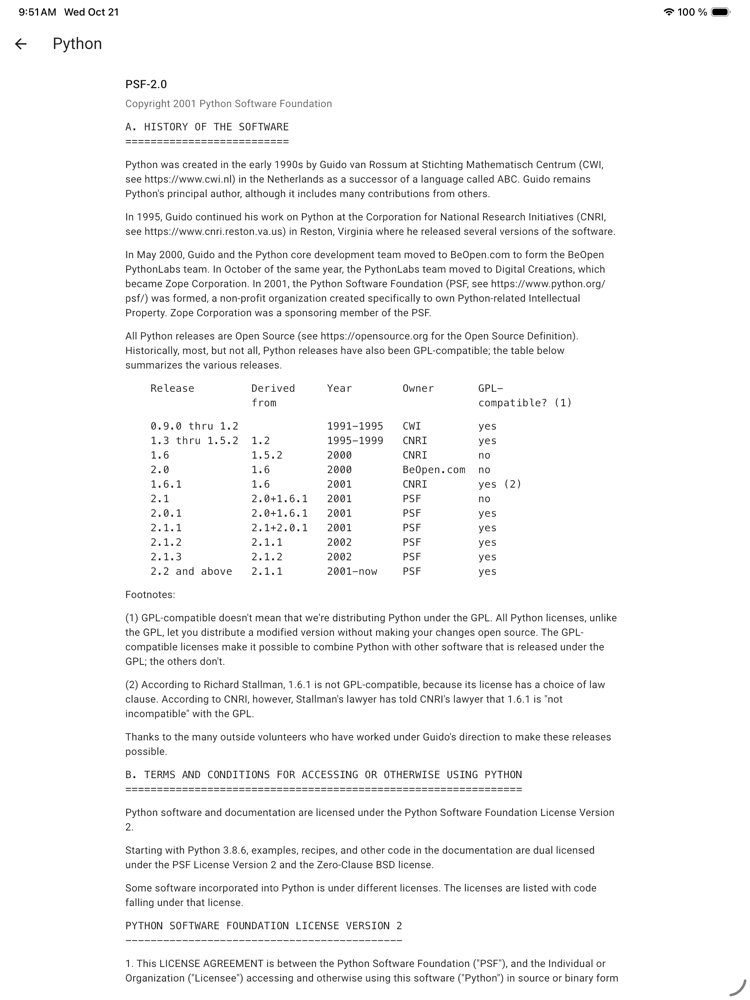 9:51 AM Wed Oct 21
100 %
Python
PSF-2.0
Copyright 2001 Python Software Foundation
A. HISTORY OF THE SOFTWARE
==========================
Python was created in the early 1990s by Guido van Rossum at Stichting Mathematisch Centrum (CWI,
see https://www.cwi.nl) in the Netherlands as a successor of a language called ABC. Guido remains
Python's principal author, although it includes many contributions from others.
In 1995, Guido continued his work on Python at the Corporation for National Research Initiatives (CNRI,
see https://www.cnri.reston.va.us) in Reston, Virginia where he released several versions of the software.
In May 2000, Guido and the Python core development team moved to BeOpen.com to form the BeOpen
PythonLabs team. In October of the same year, the PythonLabs team moved to Digital Creations, which
became Zope Corporation. In 2001, the Python Software Foundation (PSF, see https://www.python.org/
psf/) was formed, a non-profit organization created specifically to own Python-related Intellectual
Property. Zope Corporation was a sponsoring member of the PSF.
All Python releases are Open Source (see https://opensource.org for the Open Source Definition).
Historically, most, but not all, Python releases have also been GPL-compatible; the table below
summarizes the various releases.
Release Derived Year Owner GPL-
from compatible? (1)
0.9.0 thru 1.2 1991-1995 CWI yes
1.3 thru 1.5.2 1.2 1995-1999 CNRI yes
1.6 1.5.2 2000 CNRI no
2.0 1.6 2000 BeOpen.com no
1.6.1 1.6 2001 CNRI yes (2)
2.1 2.0+1.6.1 2001 PSF no
2.0.1 2.0+1.6.1 2001 PSF yes
2.1.1 2.1+2.0.1 2001 PSF yes
2.1.2 2.1.1 2002 PSF yes
2.1.3 2.1.2 2002 PSF yes
2.2 and above 2.1.1 2001-now PSF yes
Footnotes:
(1) GPL-compatible doesn't mean that we're distributing Python under the GPL. All Python licenses, unlike
the GPL, let you distribute a modified version without making your changes open source. The GPL-
compatible licenses make it possible to combine Python with other software that is released under the
GPL; the others don't.
(2) According to Richard Stallman, 1.6.1 is not GPL-compatible, because its license has a choice of law
clause. According to CNRI, however, Stallman's lawyer has told CNRI's lawyer that 1.6.1 is "not
incompatible" with the GPL.
Thanks to the many outside volunteers who have worked under Guido's direction to make these releases
possible.
B. TERMS AND CONDITIONS FOR ACCESSING OR OTHERWISE USING PYTHON
===============================================================
Python software and documentation are licensed under the Python Software Foundation License Version
2.
Starting with Python 3.8.6, examples, recipes, and other code in the documentation are dual licensed
under the PSF License Version 2 and the Zero-Clause BSD license.
Some software incorporated into Python is under different licenses. The licenses are listed with code
falling under that license.
PYTHON SOFTWARE FOUNDATION LICENSE VERSION 2
--------------------------------------------
1. This LICENSE AGREEMENT is between the Python Software Foundation ("PSF"), and the Individual or
Organization ("Licensee") accessing and otherwise using this software ("Python") in source or binary form